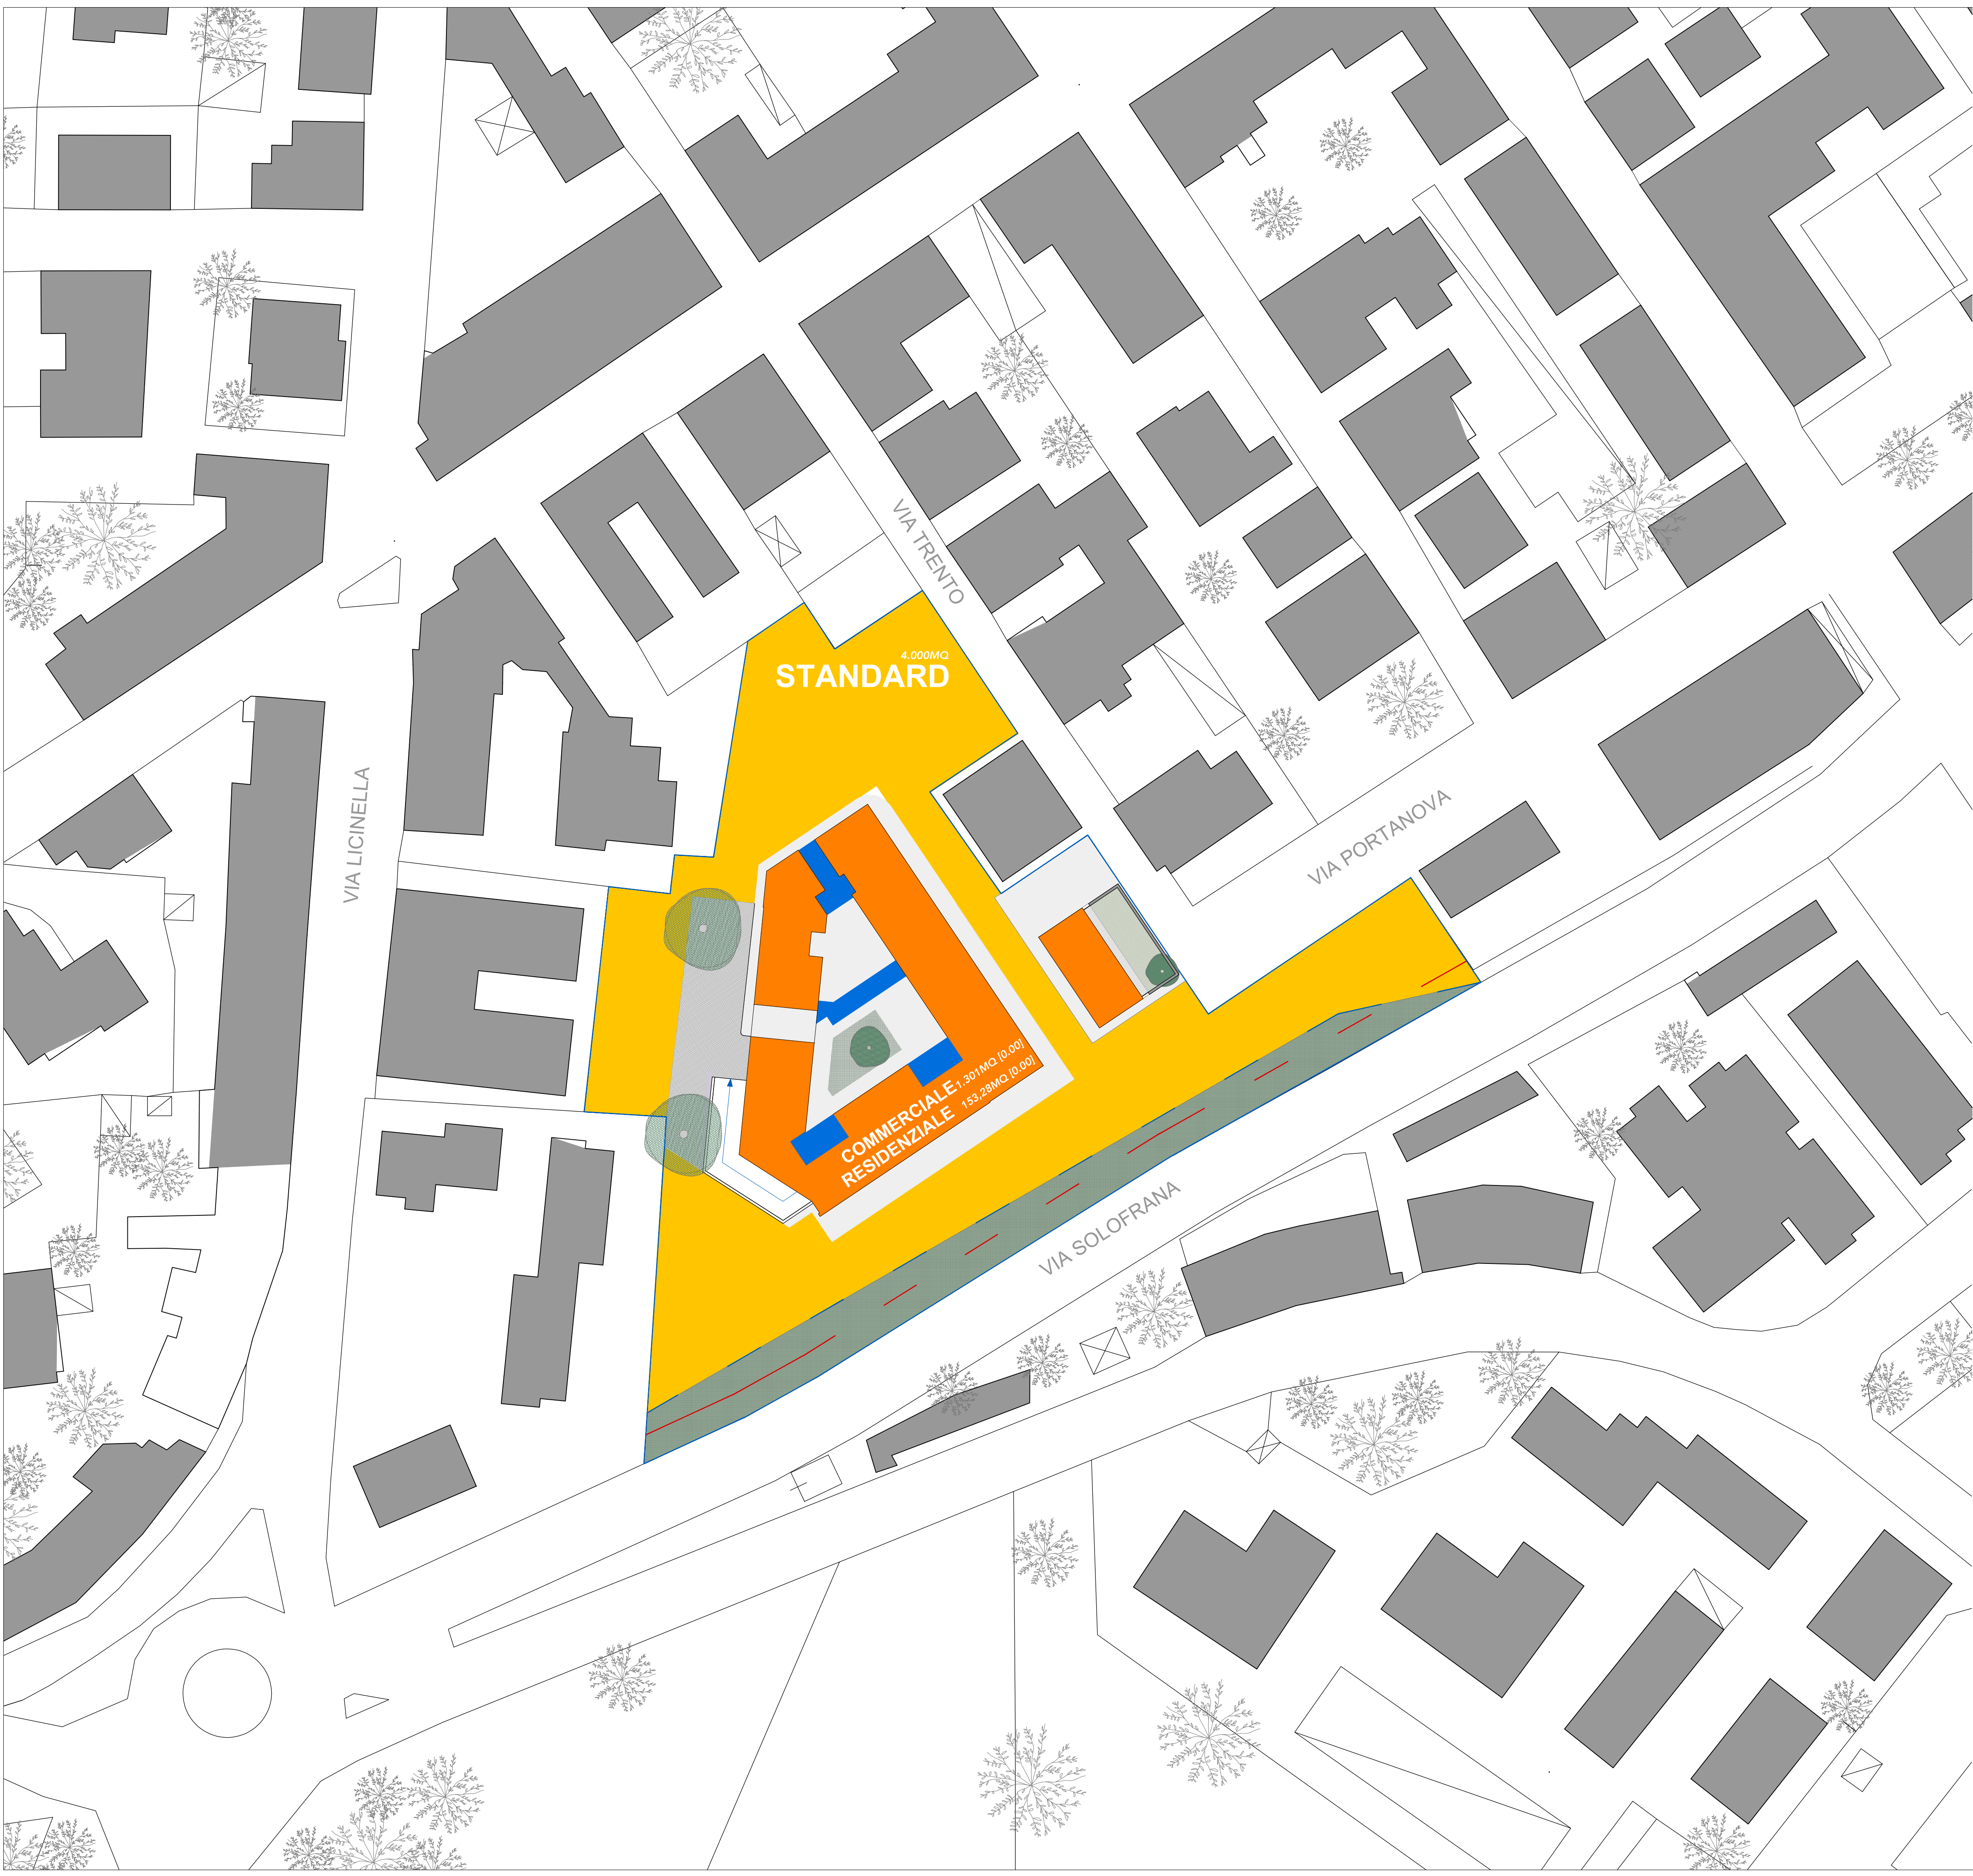 VIA TRENTO
4.000MQ
STANDARD
VIA LICINELLA
VIA PORTANOVA
COMMERCIALE 1.301MQ [0.00]
RESIDENZIALE 153,28MQ [0.00]
VIA SOLOFRANA